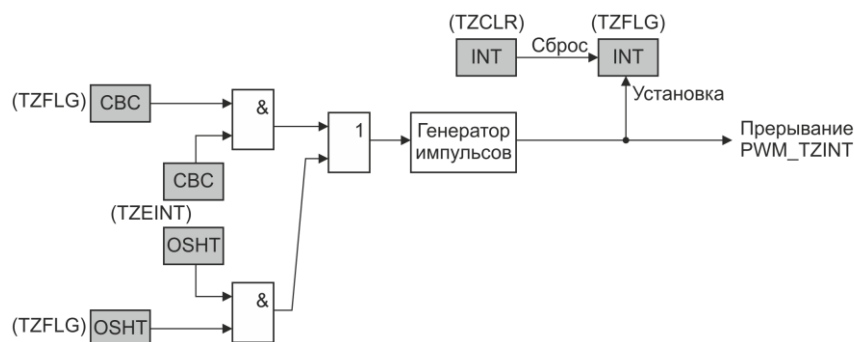 (TZCLR)
(TZFLG)
INT
Сброс
INT
(TZFLG)
CBC
&
Установка
1
Генератор
импульсов
Прерывание
PWM_TZINT
CBC
(TZEINT)
OSHT
&
(TZFLG)
OSHT